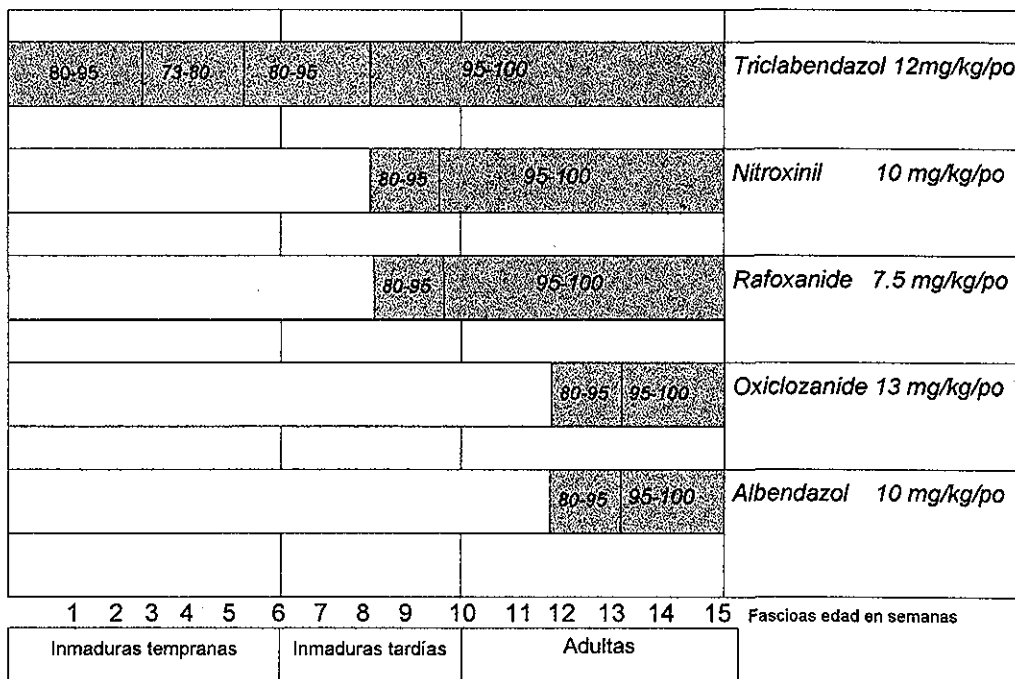 80-95 73-80 80-95 95-100 Triclabendazol 12mg/kg/po
80-95 95-100 Nitroxinil 10 mg/kg/po
80-95 95-100 Rafoxanide 7.5 mg/kg/po
80-95 95-100 Oxiclozanide 13 mg/kg/po
80-95 95-100 Albendazol 10 mg/kg/po
1 2 3 4 5 6 7 8 9 10 11 12 13 14 15 Fascioas edad en semanas
Inmaduras tempranas Inmaduras tardías Adultas